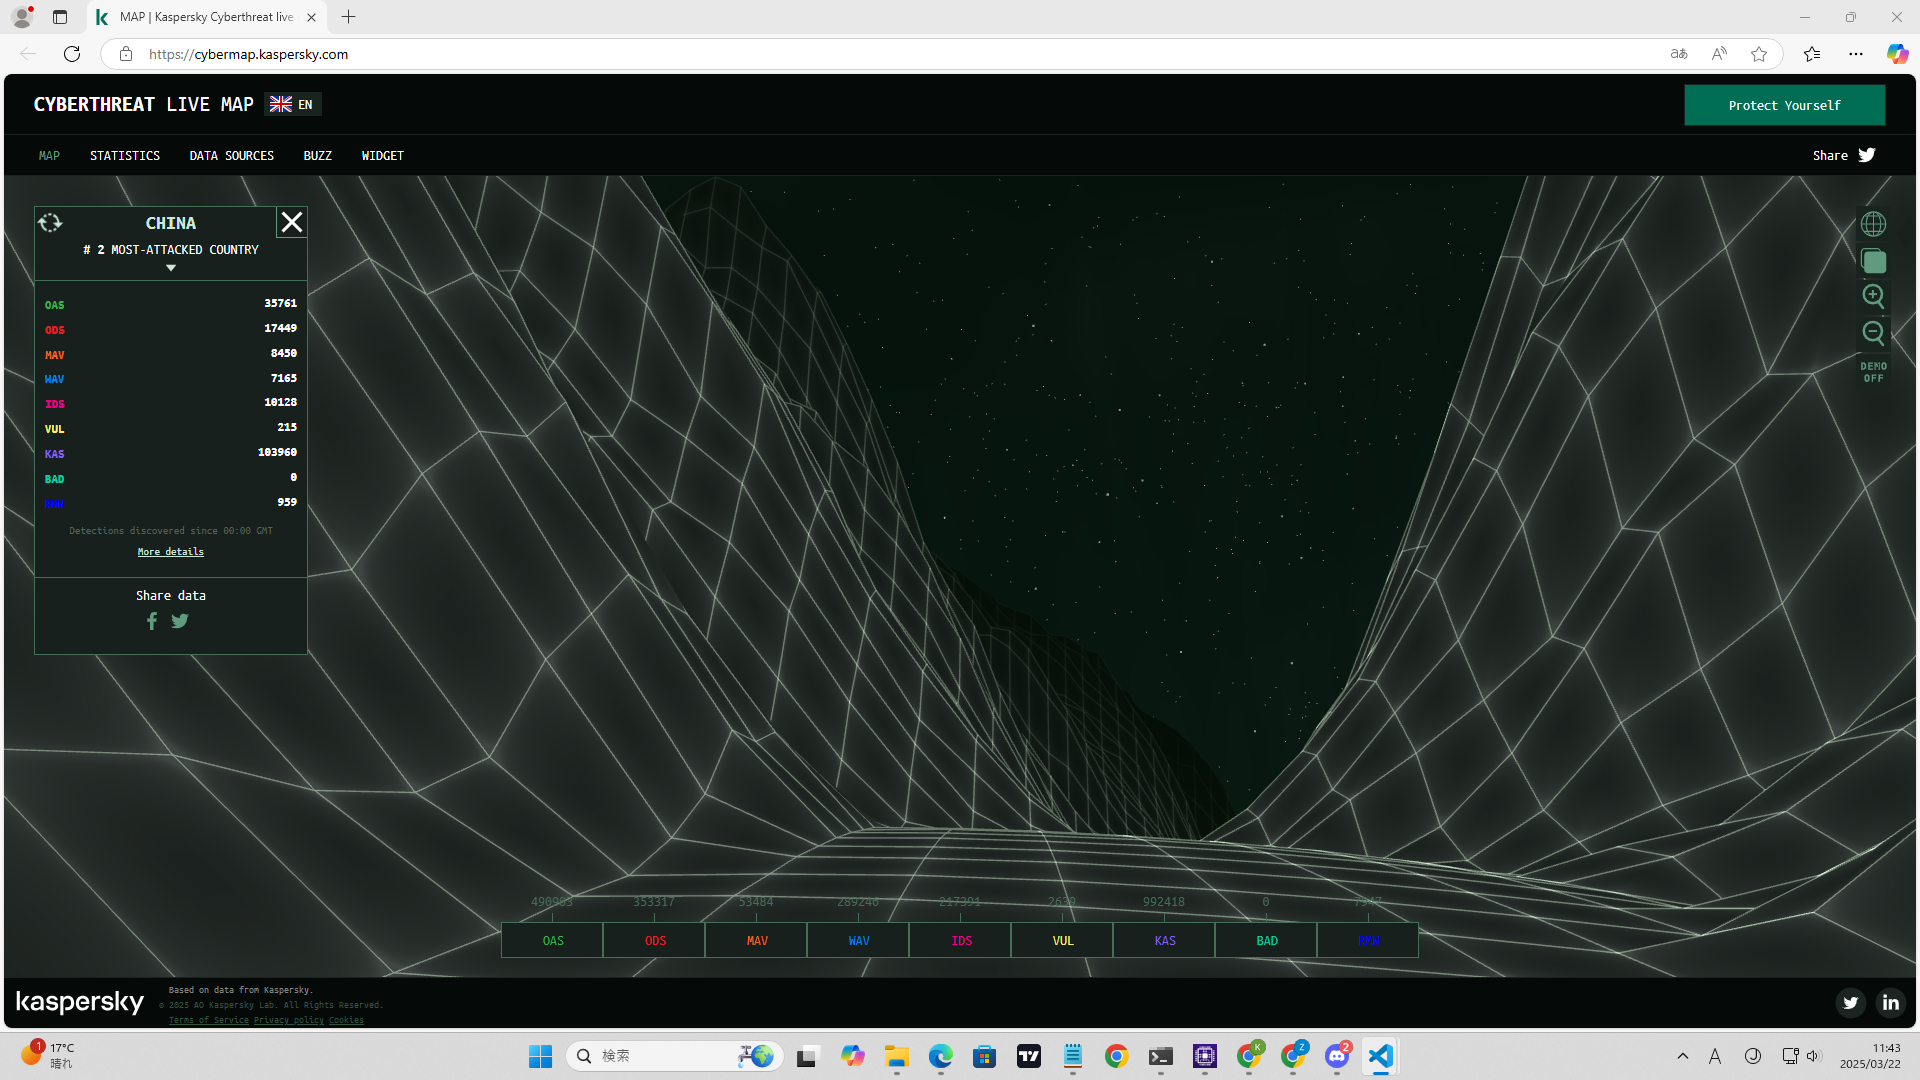 MAP | Kaspersky Cyberthreat live
https://cybermap.kaspersky.com
CYBERTHREAT LIVE MAP EN
Protect Yourself
MAP STATISTICS DATA SOURCES BUZZ WIDGET
Share
CHINA
# 2 MOST-ATTACKED COUNTRY
OAS 35761
ODS 17449
MAV 8450
WAV 7165
IDS 10128
VUL 215
KAS 103960
BAD 0
RMW 959
Detections discovered since 00:00 GMT
More details
Share data
DEMO
OFF
490983 353317 53484 289246 217391 2639 992418 0
OAS ODS MAV WAV IDS VUL KAS BAD RMW
kaspersky
Based on data from Kaspersky.
© 2025 AO Kaspersky Lab. All Rights Reserved.
Terms of Service Privacy policy Cookies
1
17°C
晴れ
検索
K
Z
2
A
11:43
2025/03/22